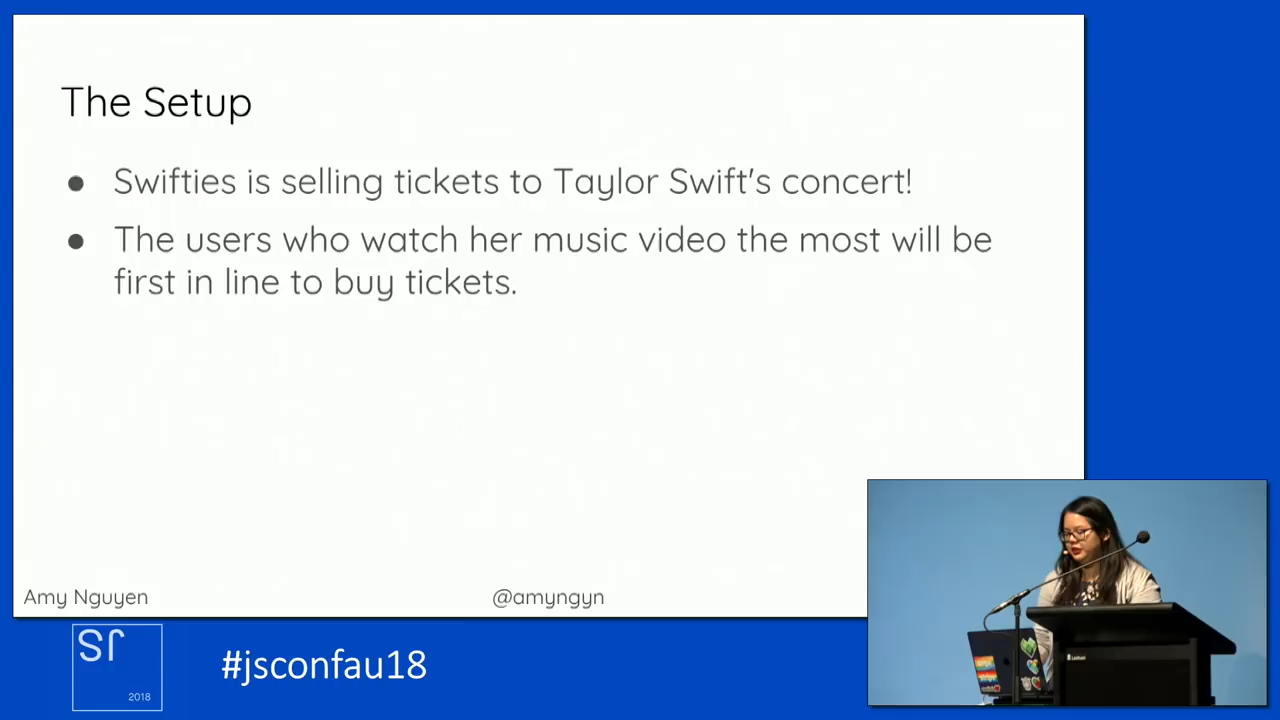 The Setup
● Swifties is selling tickets to Taylor Swift's concert!
● The users who watch her music video the most will be
first in line to buy tickets.
Amy Nguyen
@amyngyn
2018
#jsconfau18